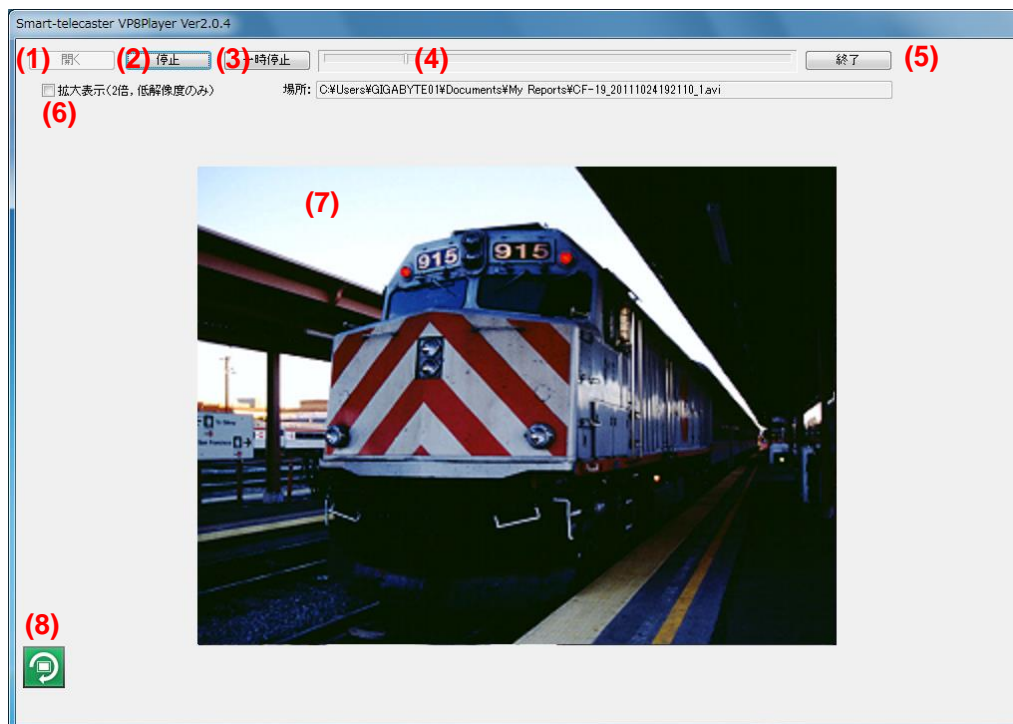 Smart-telecaster VP8Player Ver2.0.4
(1) 開く (2) 停止 (3) 一時停止 (4) 終了 (5)
拡大表示(2倍,低解像度のみ) 場所: C:¥Users¥GIGABYTE01¥Documents¥My Reports¥CF-19_20111024192110_1.avi
(6)
(7)
915 915
San Francisco
(8)